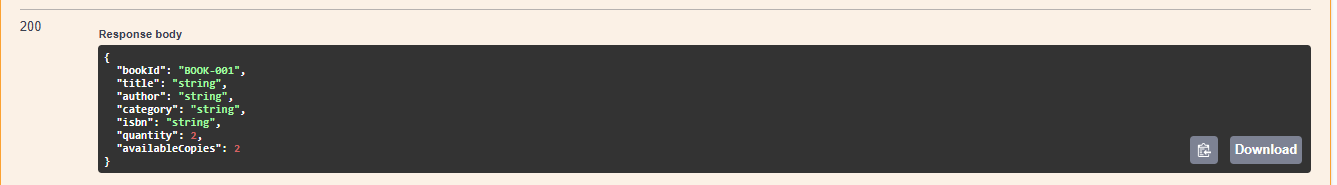 200
Response body
{
  "bookId": "BOOK-001",
  "title": "string",
  "author": "string",
  "category": "string",
  "isbn": "string",
  "quantity": 2,
  "availableCopies": 2
}
Download